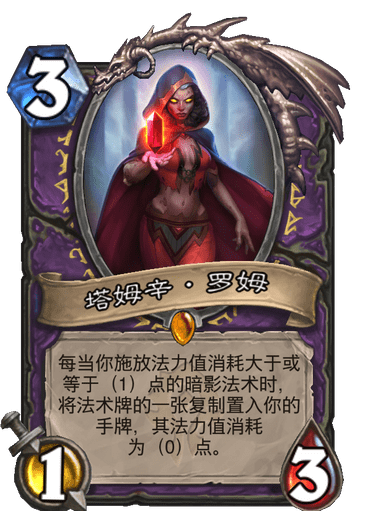 3
塔姆辛·罗姆
每当你施放法力值消耗大于或
等于（1）点的暗影法术时，
将法术牌的一张复制置入你的
手牌，其法力值消耗
为（0）点。
1
3